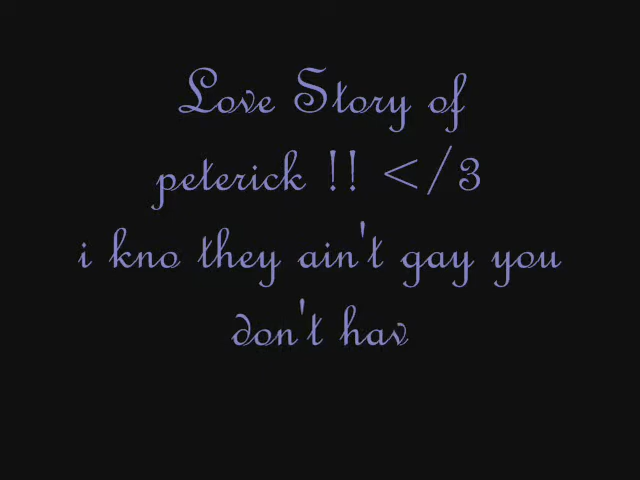 Love Story of
peterick !! </3
i kno they ain't gay you
don't hav